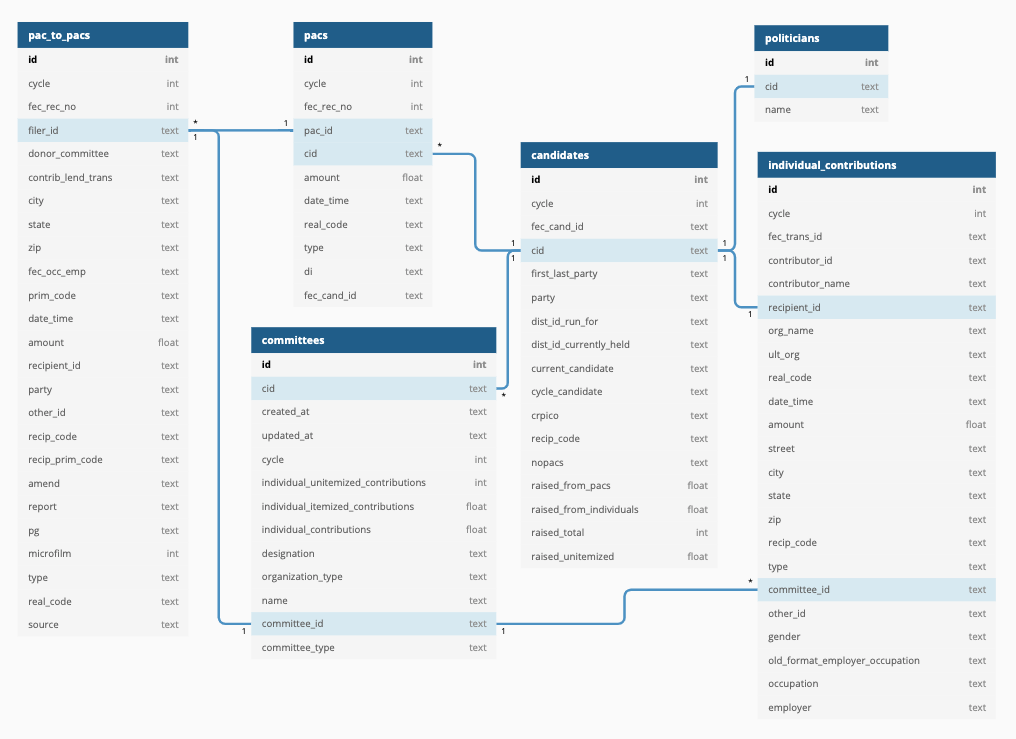 pac_to_pacs
id int
cycle int
fec_rec_no int
filer_id text
donor_committee text
contrib_lend_trans text
city text
state text
zip text
fec_occ_emp text
prim_code text
date_time text
amount float
recipient_id text
party text
other_id text
recip_code text
recip_prim_code text
amend text
report text
pg text
microfilm int
type text
real_code text
source text
*
1
1
1
pacs
id int
cycle int
fec_rec_no int
pac_id text
cid text
amount float
date_time text
real_code text
type text
di text
fec_cand_id text
*
1
committees
id int
cid text
created_at text
updated_at text
cycle int
individual_unitemized_contributions int
individual_itemized_contributions float
individual_contributions float
designation text
organization_type text
name text
committee_id text
committee_type text
*
1
1
*
candidates
id int
cycle int
fec_cand_id text
cid text
first_last_party text
party text
dist_id_run_for text
dist_id_currently_held text
current_candidate text
cycle_candidate text
crpico text
recip_code text
nopacs text
raised_from_pacs float
raised_from_individuals float
raised_total int
raised_unitemized float
1
1
1
1
politicians
id int
cid text
name text
individual_contributions
id int
cycle int
fec_trans_id text
contributor_id text
contributor_name text
recipient_id text
org_name text
ult_org text
real_code text
date_time text
amount float
street text
city text
state text
zip text
recip_code text
type text
committee_id text
other_id text
gender text
old_format_employer_occupation text
occupation text
employer text